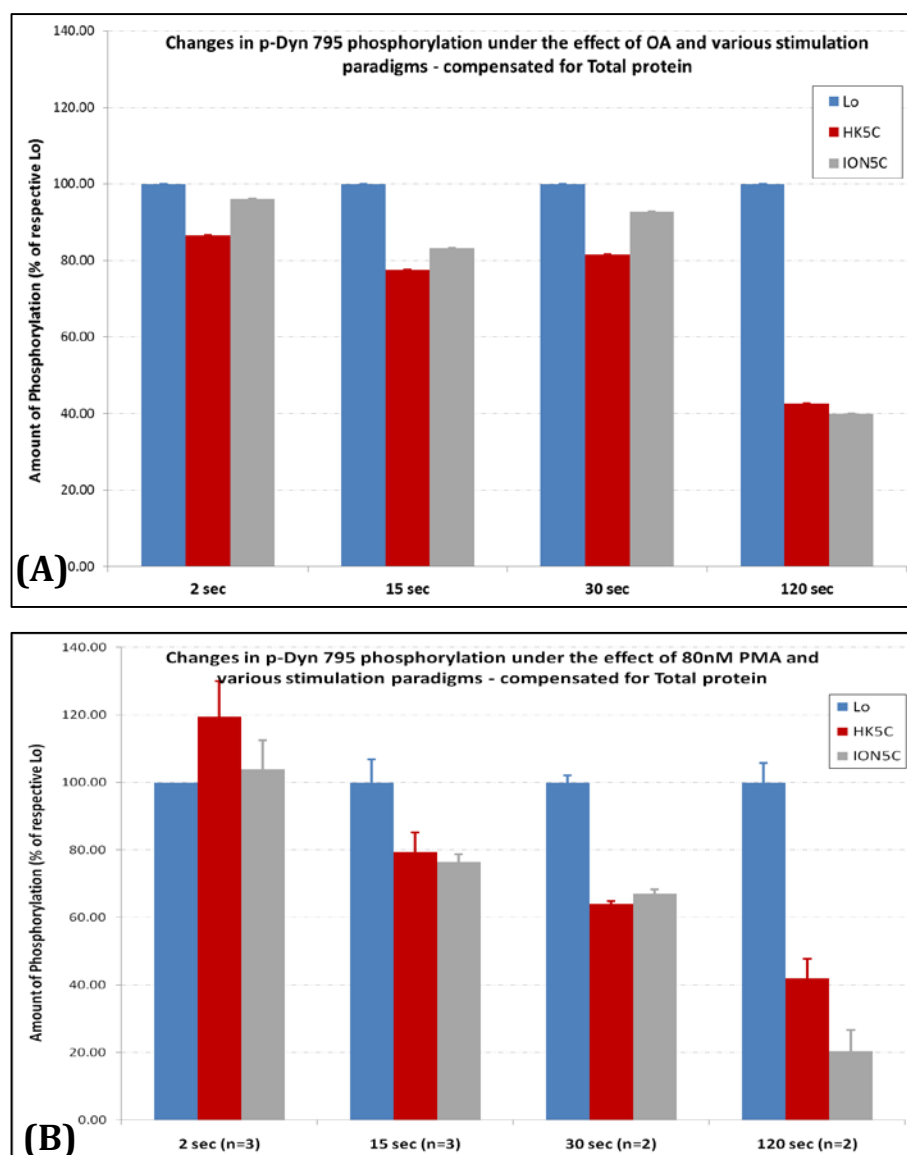 140.00
Changes in p-Dyn 795 phosphorylation under the effect of OA and various stimulation
paradigms - compensated for Total protein
120.00
Lo
HK5C
ION5C
100.00
80.00
60.00
40.00
20.00
Amount of Phosphorylation (% of respective Lo)
(A)
0.00
2 sec
15 sec
30 sec
120 sec
140.00
Changes in p-Dyn 795 phosphorylation under the effect of 80nM PMA and
various stimulation paradigms - compensated for Total protein
120.00
Lo
HK5C
ION5C
100.00
80.00
60.00
40.00
20.00
0.00
Amount of Phosphorylation (% of respective Lo)
(B)
2 sec (n=3)
15 sec (n=3)
30 sec (n=2)
120 sec (n=2)